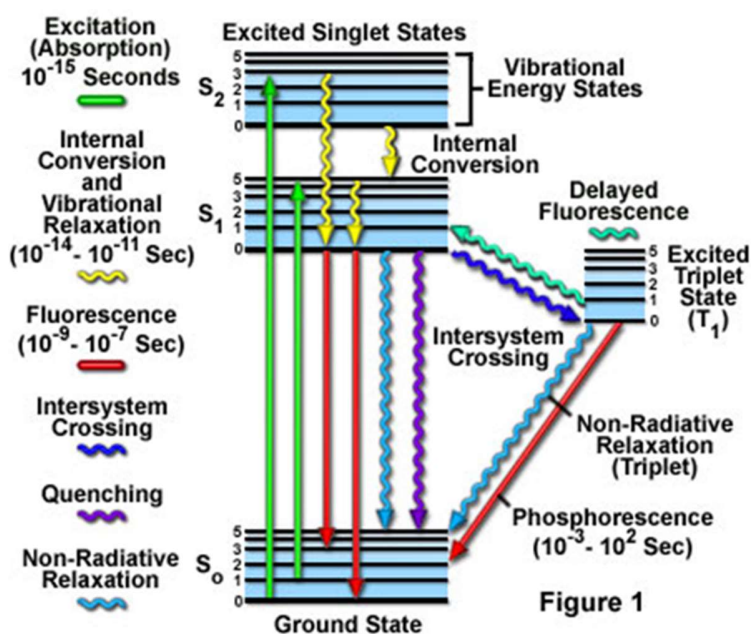 Excitation
(Absorption)
10⁻¹⁵ Seconds
Internal
Conversion
and
Vibrational
Relaxation
(10⁻¹⁴ - 10⁻¹¹ Sec)
Fluorescence
(10⁻⁹ - 10⁻⁷ Sec)
Intersystem
Crossing
Quenching
Non-Radiative
Relaxation
Excited Singlet States
S₂
5
3
2
1
0
Vibrational
Energy States
Internal
Conversion
S₁
5
3
2
1
0
Delayed
Fluorescence
5
3
2
1
0
Excited
Triplet
State
(T₁)
Intersystem
Crossing
Non-Radiative
Relaxation
(Triplet)
Phosphorescence
(10⁻³ - 10² Sec)
S₀
5
3
2
1
0
Ground State
Figure 1